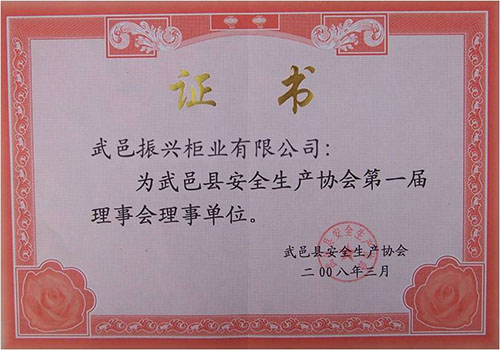 证 书
武邑振兴柜业有限公司:
为武邑县安全生产协会第一届
理事会理事单位。
武邑县安全生产协会
二00八年三月